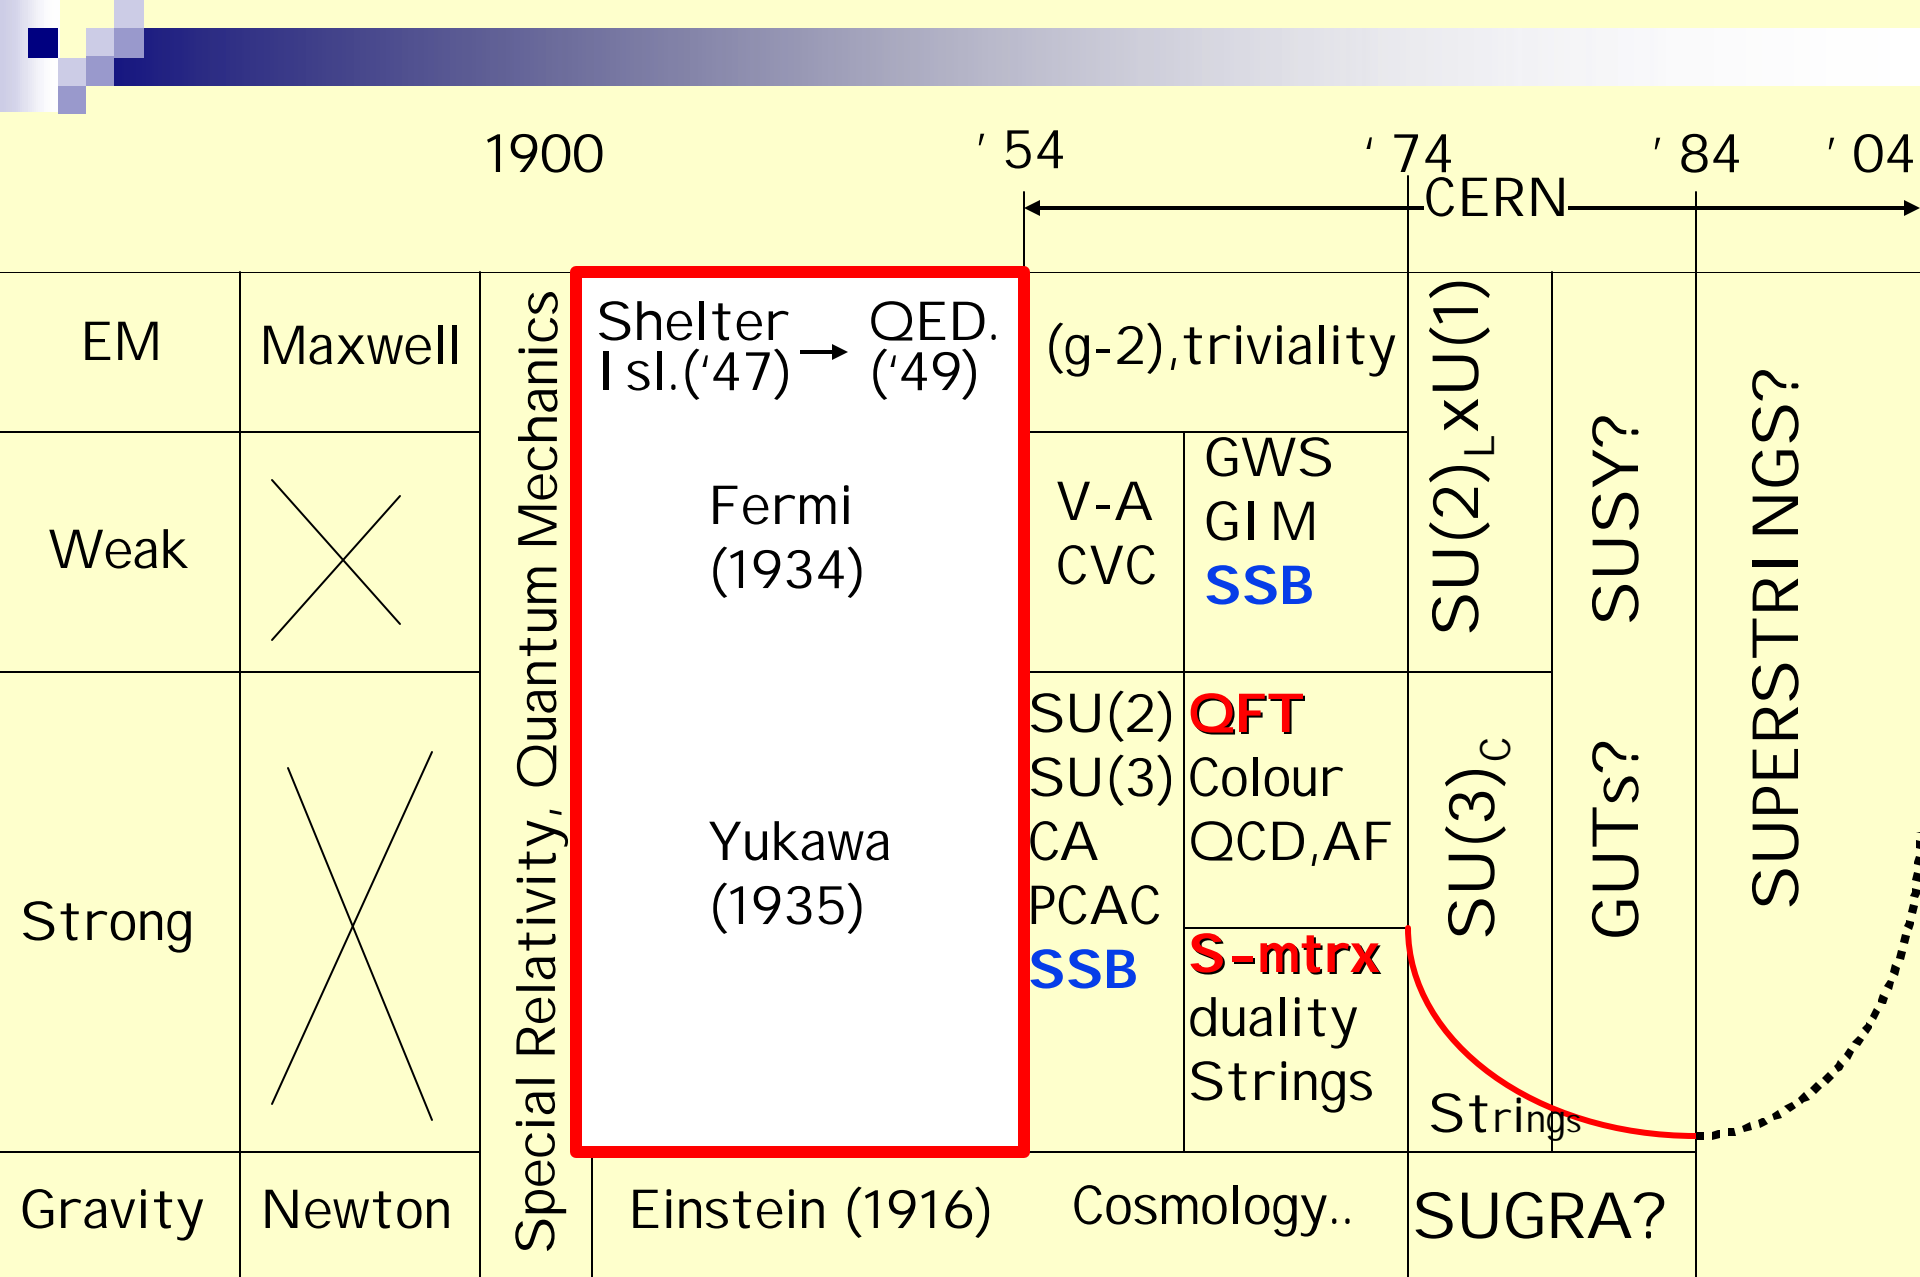 1900 '54 '74 '84 '04
CERN
EM
Maxwell
Special Relativity, Quantum Mechanics
Shelter
Isl.('47) → QED.
('49)
(g-2),triviality
SU(2)LxU(1)
SUSY?
SUPERSTRINGS?
Weak
Fermi
(1934)
V-A
CVC
GWS
GIM
SSB
Strong
Yukawa
(1935)
SU(2)
SU(3)
CA
PCAC
SSB
QFT
Colour
QCD,AF
S-mtrx
duality
Strings
SU(3)C
GUTs?
Strings
Gravity
Newton
Einstein (1916)
Cosmology..
SUGRA?